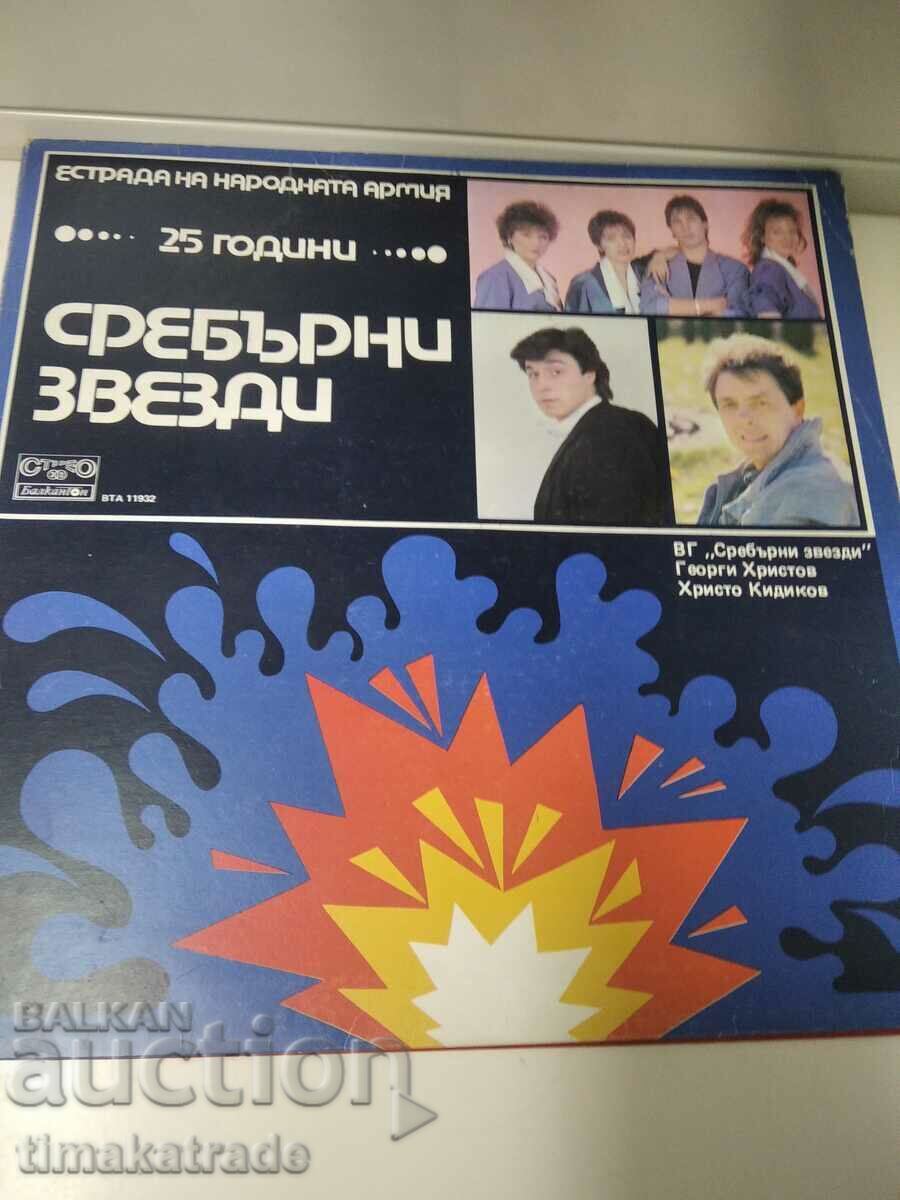 ЕСТРАДА НА НАРОДНАТА АРМИЯ
25 ГОДИНИ
СРЕБЪРНИ
ЗВЕЗДИ
СТЕРЕО
Балкантон
ВТА 11932
ВГ „Сребърни звезди"
Георги Христов
Христо Кидиков
BALKAN
auction
timakatrade